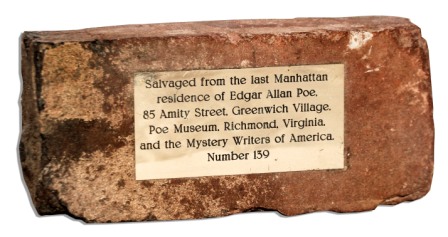 Salvaged from the last Manhattan
residence of Edgar Allan Poe,
85 Amity Street, Greenwich Village.
Poe Museum, Richmond, Virginia,
and the Mystery Writers of America.
Number 139